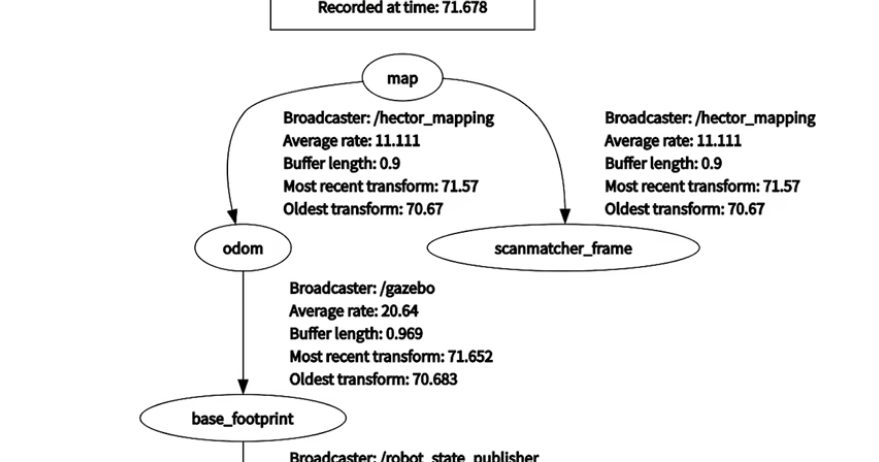 Recorded at time: 71.678
map
Broadcaster: /hector_mapping
Average rate: 11.111
Buffer length: 0.9
Most recent transform: 71.57
Oldest transform: 70.67
Broadcaster: /hector_mapping
Average rate: 11.111
Buffer length: 0.9
Most recent transform: 71.57
Oldest transform: 70.67
odom
scanmatcher_frame
Broadcaster: /gazebo
Average rate: 20.64
Buffer length: 0.969
Most recent transform: 71.652
Oldest transform: 70.683
base_footprint
Broadcaster: /robot_state_publisher